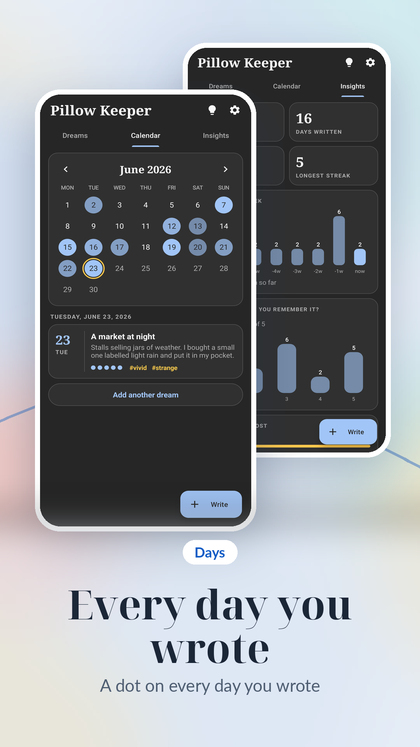 Pillow Keeper
Dreams Calendar Insights
16
DAYS WRITTEN
5
LONGEST STREAK
6
2
2
2
2
-4w -3w -2w -1w now
so far
YOU REMEMBER IT?
of 5
6
2
5
3 4 5
Write
Pillow Keeper
Dreams Calendar Insights
June 2026
MON TUE WED THU FRI SAT SUN
1 2 3 4 5 6 7
8 9 10 11 12 13 14
15 16 17 18 19 20 21
22 23 24 25 26 27 28
29 30
TUESDAY, JUNE 23, 2026
23
TUE
A market at night
Stalls selling jars of weather. I bought a small
one labelled light rain and put it in my pocket.
#vivid #strange
Add another dream
Write
Days
Every day you
wrote
A dot on every day you wrote